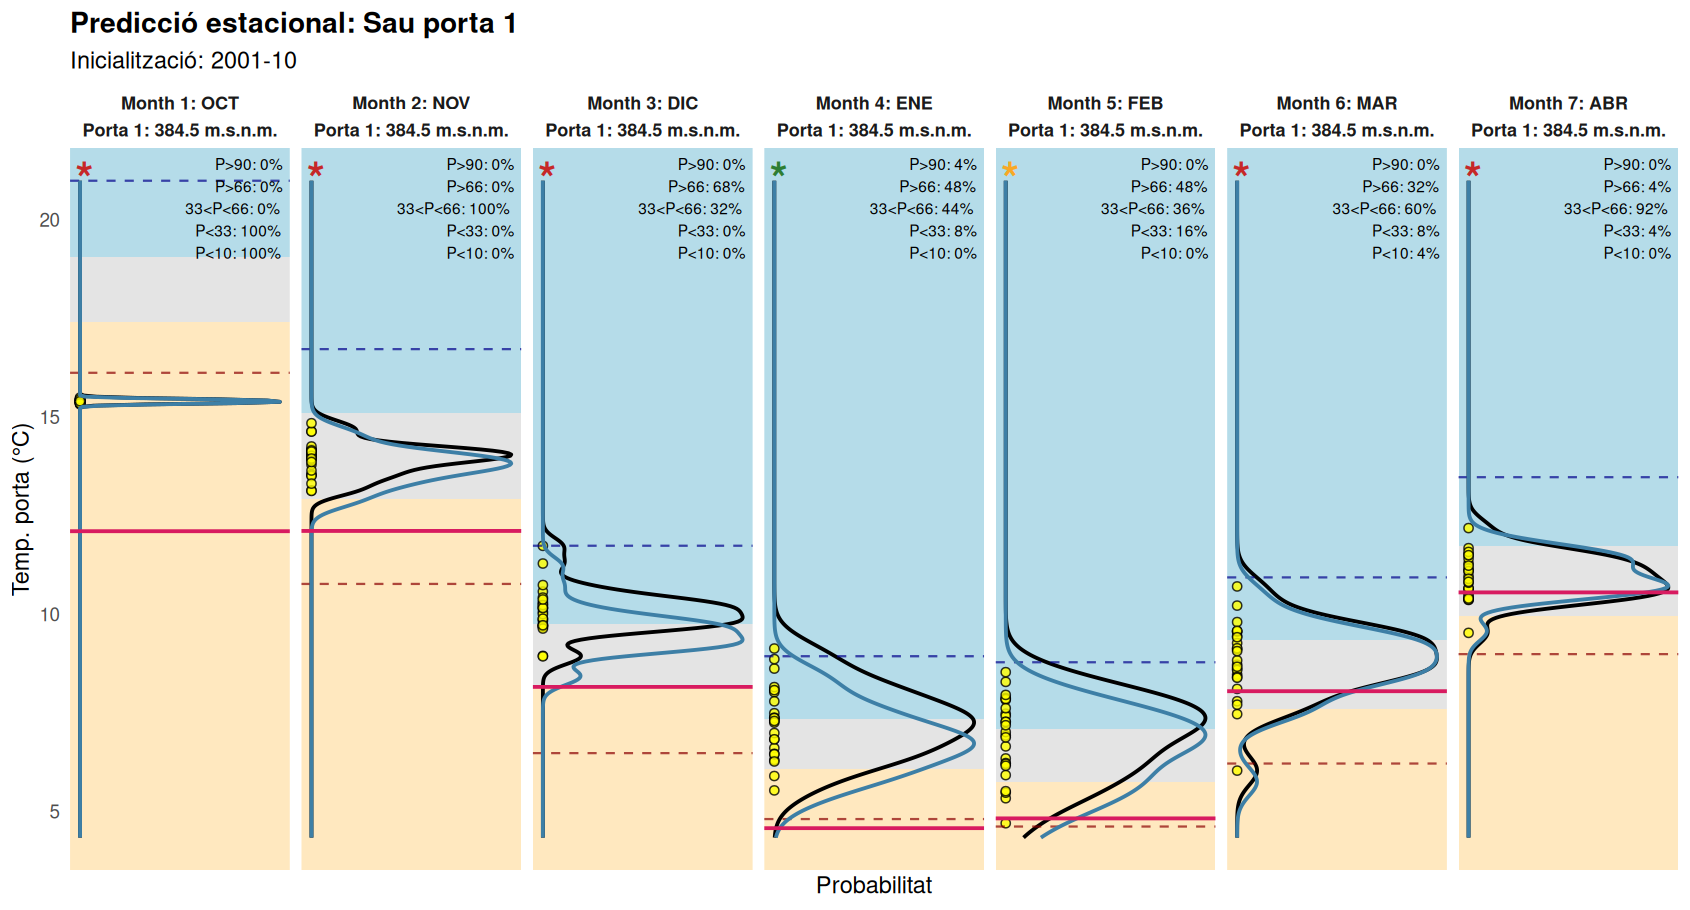 Predicció estacional: Sau porta 1
Inicialització: 2001-10
Month 1: OCT
Porta 1: 384.5 m.s.n.m.
Month 2: NOV
Porta 1: 384.5 m.s.n.m.
Month 3: DIC
Porta 1: 384.5 m.s.n.m.
Month 4: ENE
Porta 1: 384.5 m.s.n.m.
Month 5: FEB
Porta 1: 384.5 m.s.n.m.
Month 6: MAR
Porta 1: 384.5 m.s.n.m.
Month 7: ABR
Porta 1: 384.5 m.s.n.m.
*
P>90: 0%
P>66: 0%
33<P<66: 0%
P<33: 100%
P<10: 100%
*
P>90: 0%
P>66: 0%
33<P<66: 100%
P<33: 0%
P<10: 0%
*
P>90: 0%
P>66: 68%
33<P<66: 32%
P<33: 0%
P<10: 0%
*
P>90: 4%
P>66: 48%
33<P<66: 44%
P<33: 8%
P<10: 0%
*
P>90: 0%
P>66: 48%
33<P<66: 36%
P<33: 16%
P<10: 0%
*
P>90: 0%
P>66: 32%
33<P<66: 60%
P<33: 8%
P<10: 4%
*
P>90: 0%
P>66: 4%
33<P<66: 92%
P<33: 4%
P<10: 0%
20
15
10
5
Temp. porta (°C)
Probabilitat